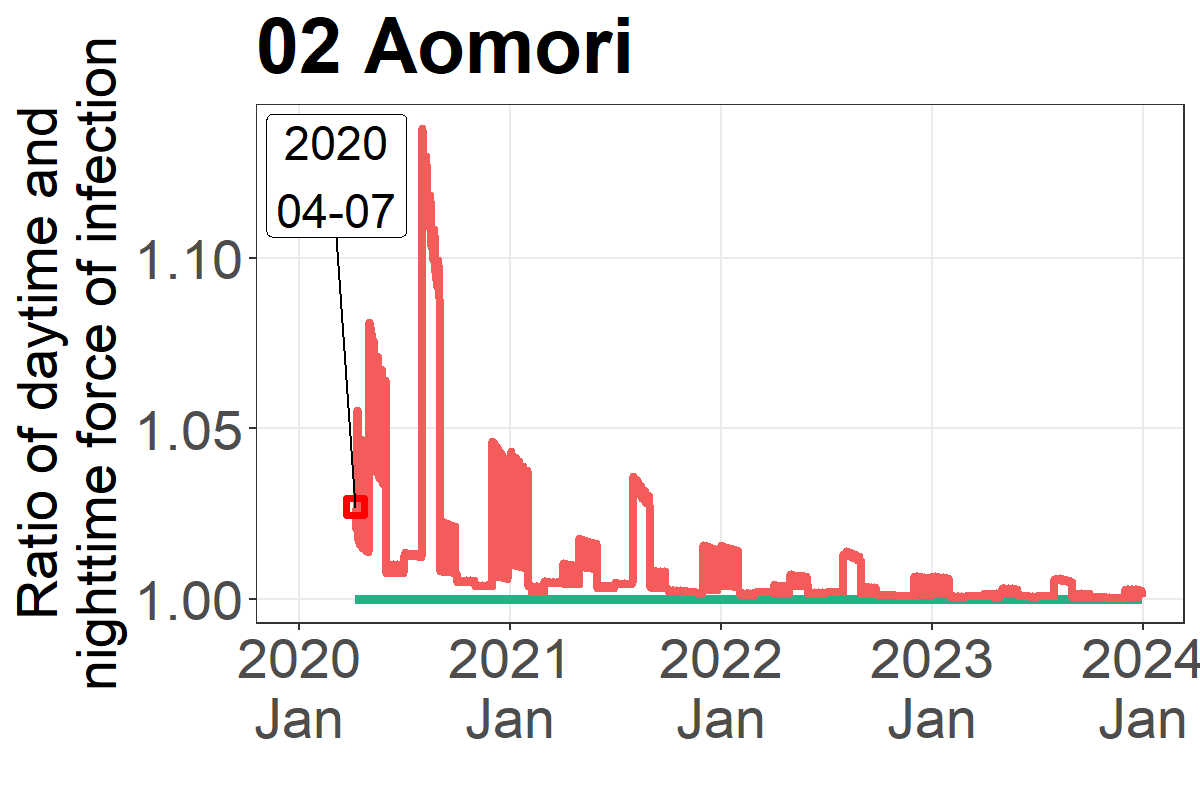 02 Aomori
Ratio of daytime and
nighttime force of infection
2020
04-07
1.10
1.05
1.00
2020 2021 2022 2023 2024
Jan Jan Jan Jan Jan